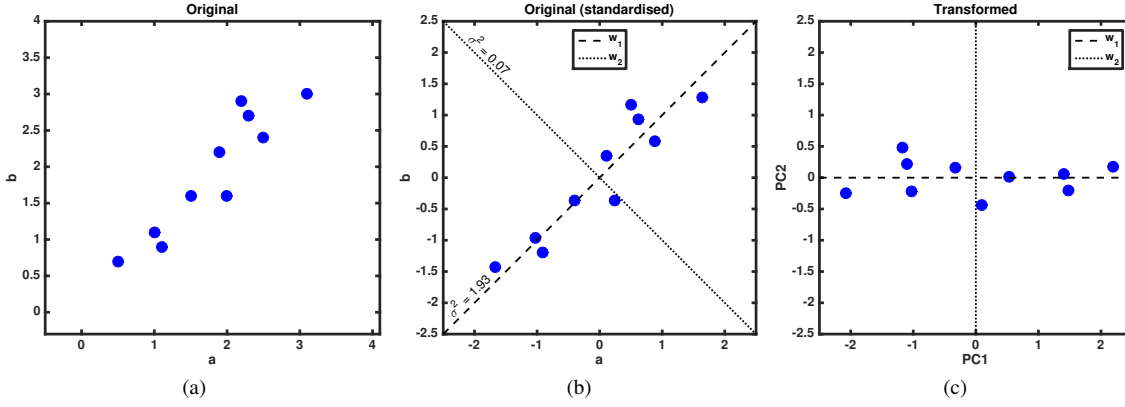 Original
4
3.5
3
2.5
2
1.5
1
0.5
0
b
0
1
2
3
4
a
(a)
Original (standardised)
2.5
2
1.5
1
0.5
0
-0.5
-1
-1.5
-2
-2.5
b
σ² = 0.07
σ² = 1.93
w₁
w₂
-2
-1
0
1
2
a
(b)
Transformed
2.5
2
1.5
1
0.5
0
-0.5
-1
-1.5
-2
-2.5
PC2
w₁
w₂
-2
-1
0
1
2
PC1
(c)